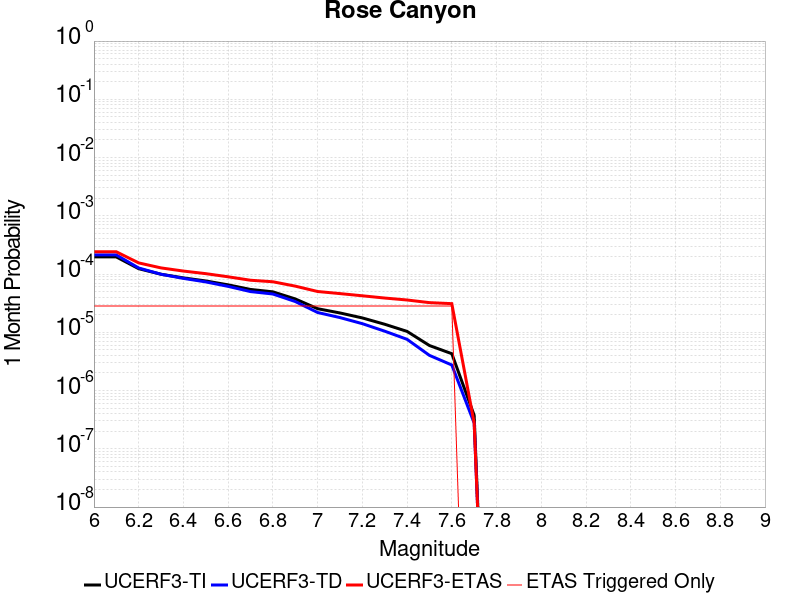 Rose Canyon
10^0
10^-1
10^-2
10^-3
10^-4
10^-5
10^-6
10^-7
10^-8
1 Month Probability
6 6.2 6.4 6.6 6.8 7 7.2 7.4 7.6 7.8 8 8.2 8.4 8.6 8.8 9
Magnitude
UCERF3-TI UCERF3-TD UCERF3-ETAS ETAS Triggered Only